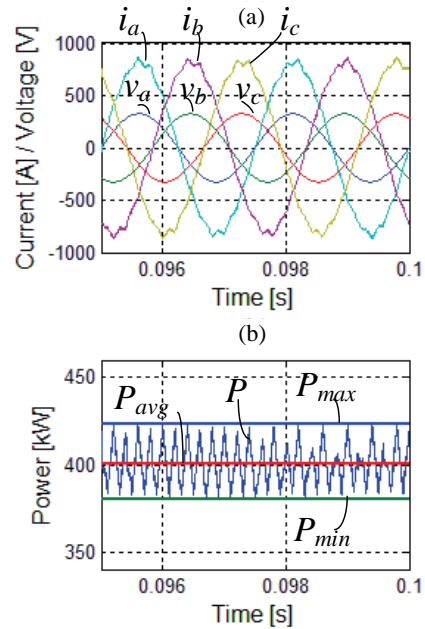 (a)
i_a i_b i_c
1000
500
0
-500
-1000
v_a v_b v_c
Current [A] / Voltage [V]
0.096 0.098 0.1
Time [s]
(b)
450
400
350
P_avg P P_max
P_min
Power [kW]
0.096 0.098 0.1
Time [s]